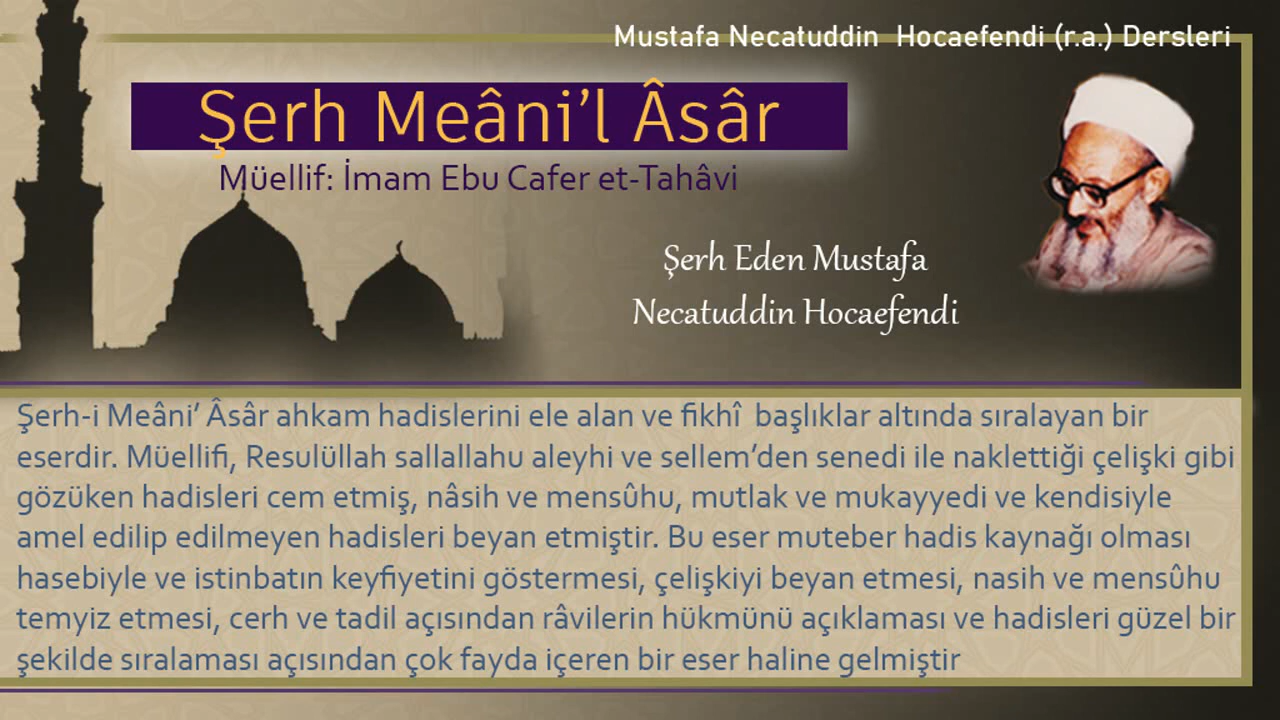 Mustafa Necatuddin Hocaefendi (r.a.) Dersleri
Şerh Meâni’l Âsâr
Müellif: İmam Ebu Cafer et-Tahâvi
Şerh Eden Mustafa
Necatuddin Hocaefendi
Şerh-i Meâni’ Âsâr ahkam hadislerini ele alan ve fikhî başlıklar altında sıralayan bir
eserdir. Müellifi, Resulüllah sallallahu aleyhi ve sellem’den senedi ile naklettiği çelişki gibi
gözüken hadisleri cem etmiş, nâsih ve mensûhu, mutlak ve mukayyedi ve kendisiyle
amel edilip edilmeyen hadisleri beyan etmiştir. Bu eser muteber hadis kaynağı olması
hasebiyle ve istinbatın keyfiyetini göstermesi, çelişkiyi beyan etmesi, nasih ve mensûhu
temyiz etmesi, cerh ve tadil açısından râvilerin hükmünü açıklaması ve hadisleri güzel bir
şekilde sıralaması açısından çok fayda içeren bir eser haline gelmiştir